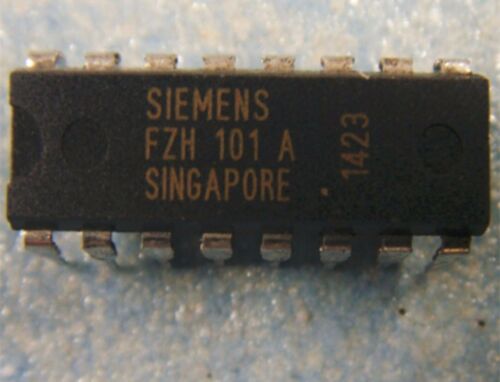 SIEMENS
FZH 101 A
SINGAPORE .
1423